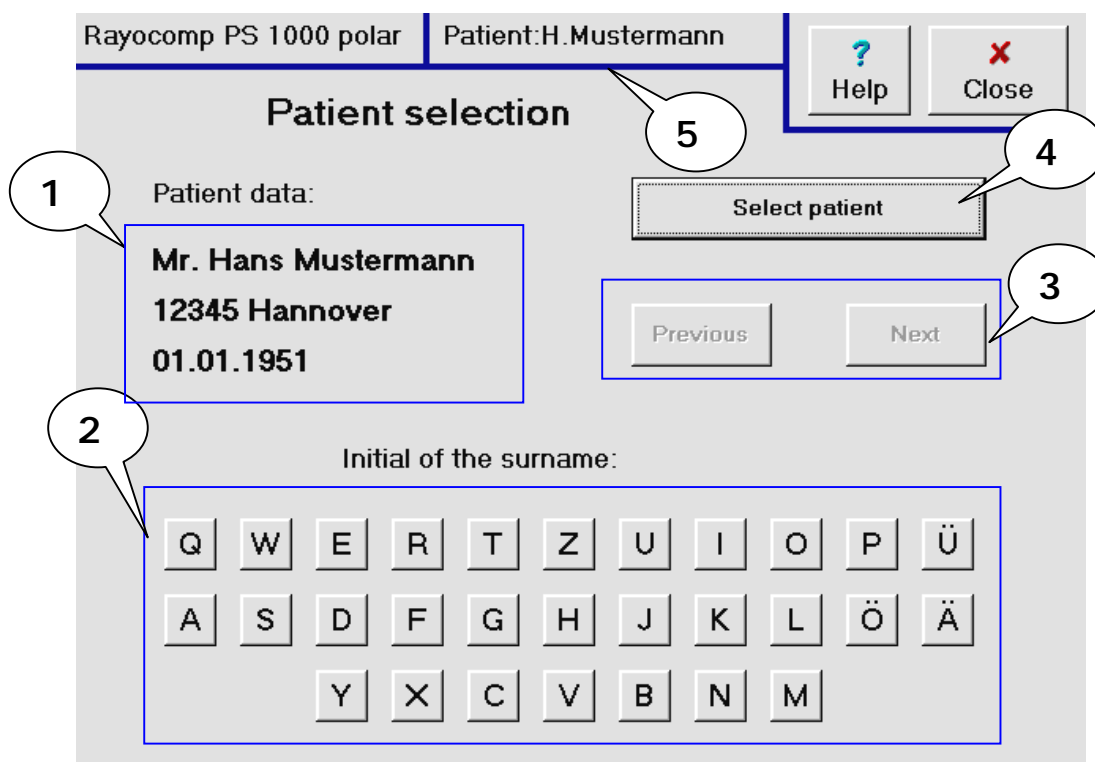 Rayocomp PS 1000 polar
Patient:H.Mustermann
? Help
X Close
Patient selection
5
4
1
Patient data:
Select patient
Mr. Hans Mustermann
12345 Hannover
01.01.1951
3
Previous
Next
2
Initial of the surname:
Q W E R T Z U I O P Ü
A S D F G H J K L Ö Ä
Y X C V B N M